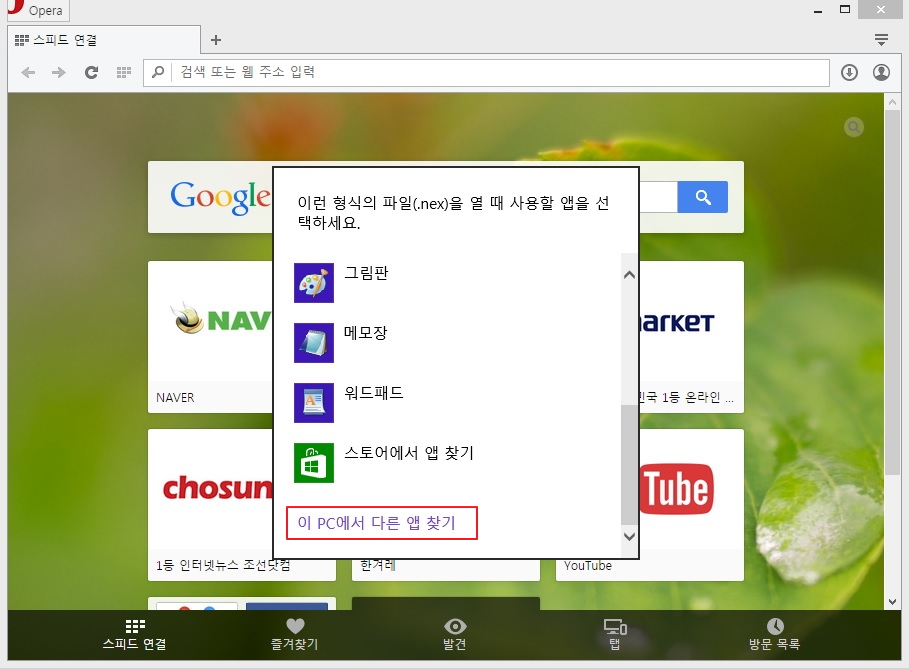 Opera
스피드 연결
검색 또는 웹 주소 입력
Google
이런 형식의 파일(.nex)을 열 때 사용할 앱을 선
택하세요.
그림판
메모장
워드패드
스토어에서 앱 찾기
이 PC에서 다른 앱 찾기
NAV
arket
NAVER
1등 온라인 ...
chosun
Tube
1등 인터넷뉴스 조선닷컴
한겨레
YouTube
스피드 연결
즐겨찾기
발견
탭
방문 목록